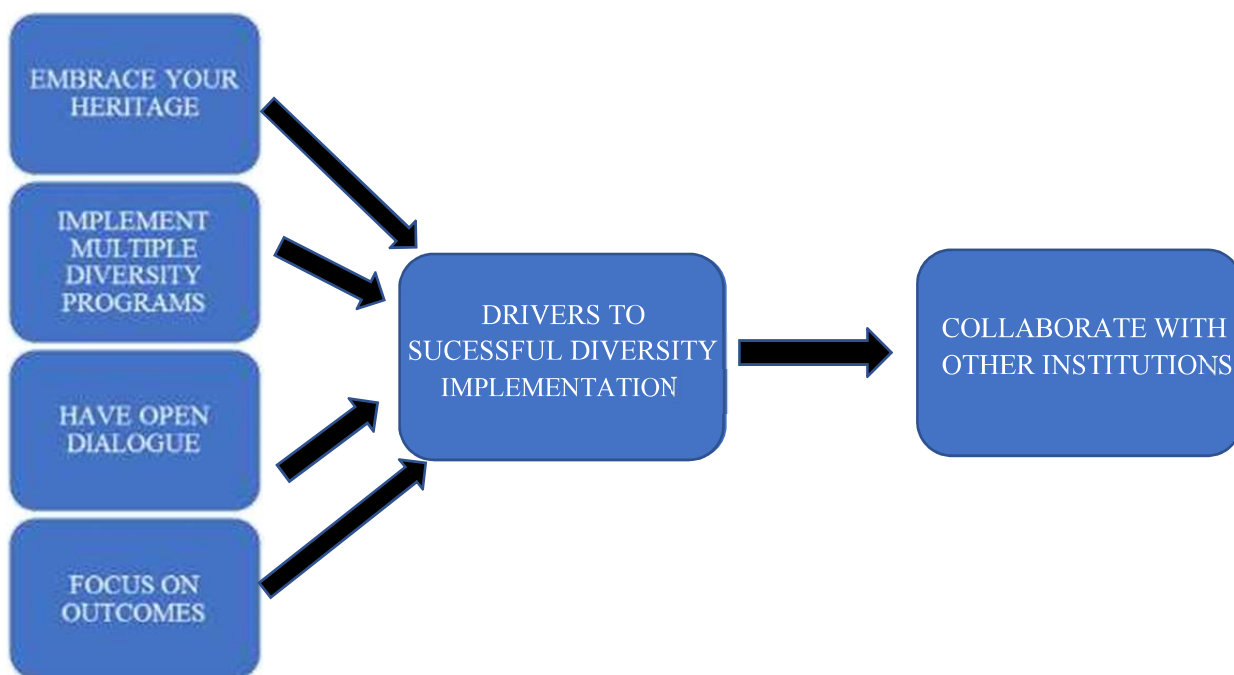 EMBRACE YOUR
HERITAGE
IMPLEMENT
MULTIPLE
DIVERSITY
PROGRAMS
HAVE OPEN
DIALOGUE
FOCUS ON
OUTCOMES
DRIVERS TO
SUCESSFUL DIVERSITY
IMPLEMENTATION
COLLABORATE WITH
OTHER INSTITUTIONS